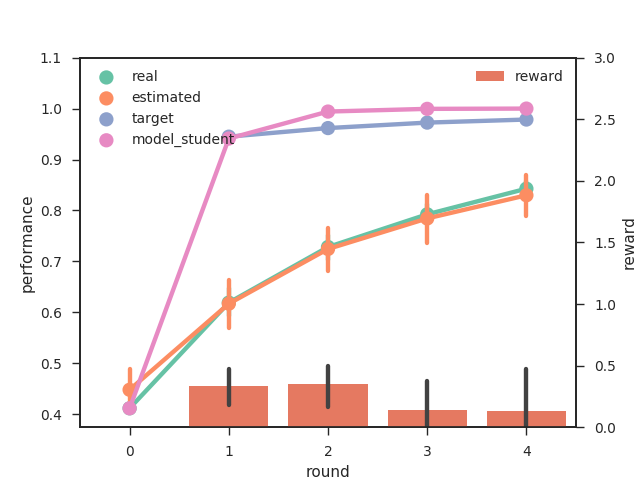 real
estimated
target
model_student
reward
performance
1.1
1.0
0.9
0.8
0.7
0.6
0.5
0.4
3.0
2.5
2.0
1.5
1.0
0.5
0.0
reward
0 1 2 3 4
round